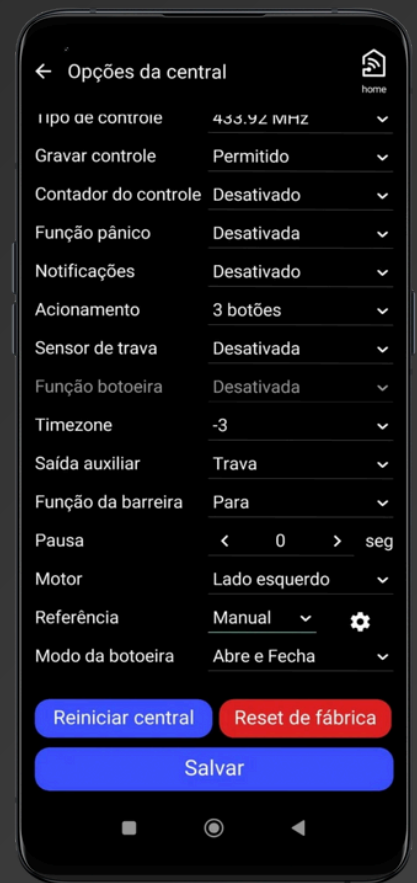 Opções da central
home
Tipo de controle 433.92 MHz
Gravar controle Permitido
Contador do controle Desativado
Função pânico Desativada
Notificações Desativado
Acionamento 3 botões
Sensor de trava Desativada
Função botoeira Desativada
Timezone -3
Saída auxiliar Trava
Função da barreira Para
Pausa < 0 > seg
Motor Lado esquerdo
Referência Manual
Modo da botoeira Abre e Fecha
Reiniciar central Reset de fábrica
Salvar